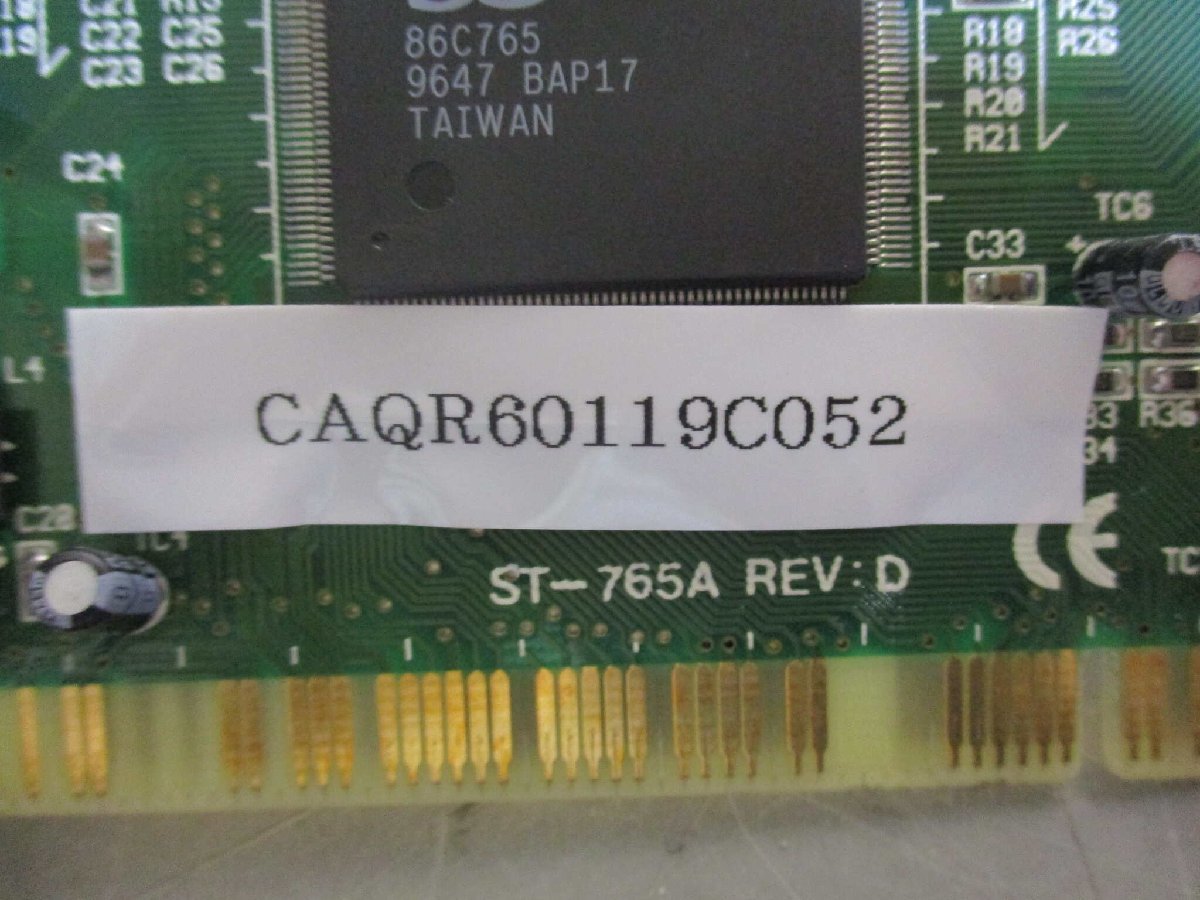 C21 R13
C22 C25
C23 C26
86C765
9647 BAP17
TAIWAN
R18
R19
R20
R21
R25
R26
C24
TC6
C33
+
L4
CAQR60119C052
R36
C28
CE
ST-765A REV:D